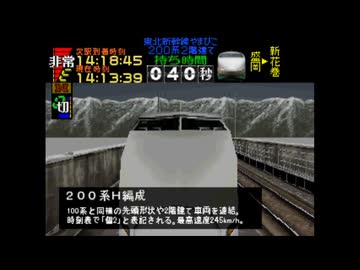 東北新幹線やまびこ
200系2階建て
非常
次駅到着時刻
14:18:45
現在時刻
14:13:39
切
待ち時間
040秒
盛岡
新花巻
200系H編成
100系と同様の先頭形状や2階建て車両を連結。
時刻表で「個2」と表記される。最高速度245km/h。